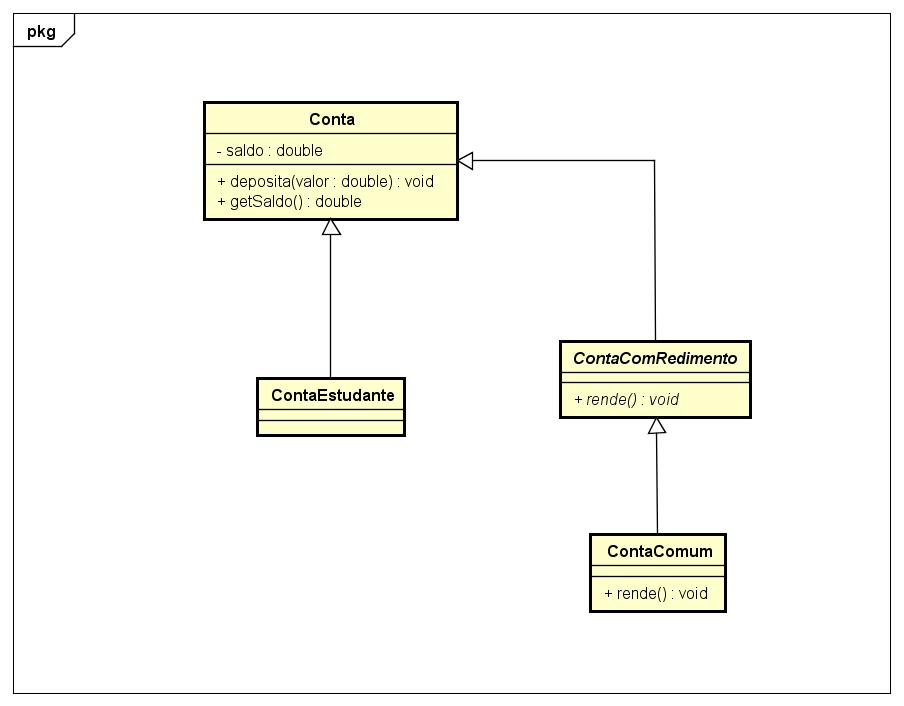 pkg
Conta
- saldo : double
+ deposita(valor : double) : void
+ getSaldo() : double
ContaComRedimento
+ rende() : void
ContaEstudante
ContaComum
+ rende() : void